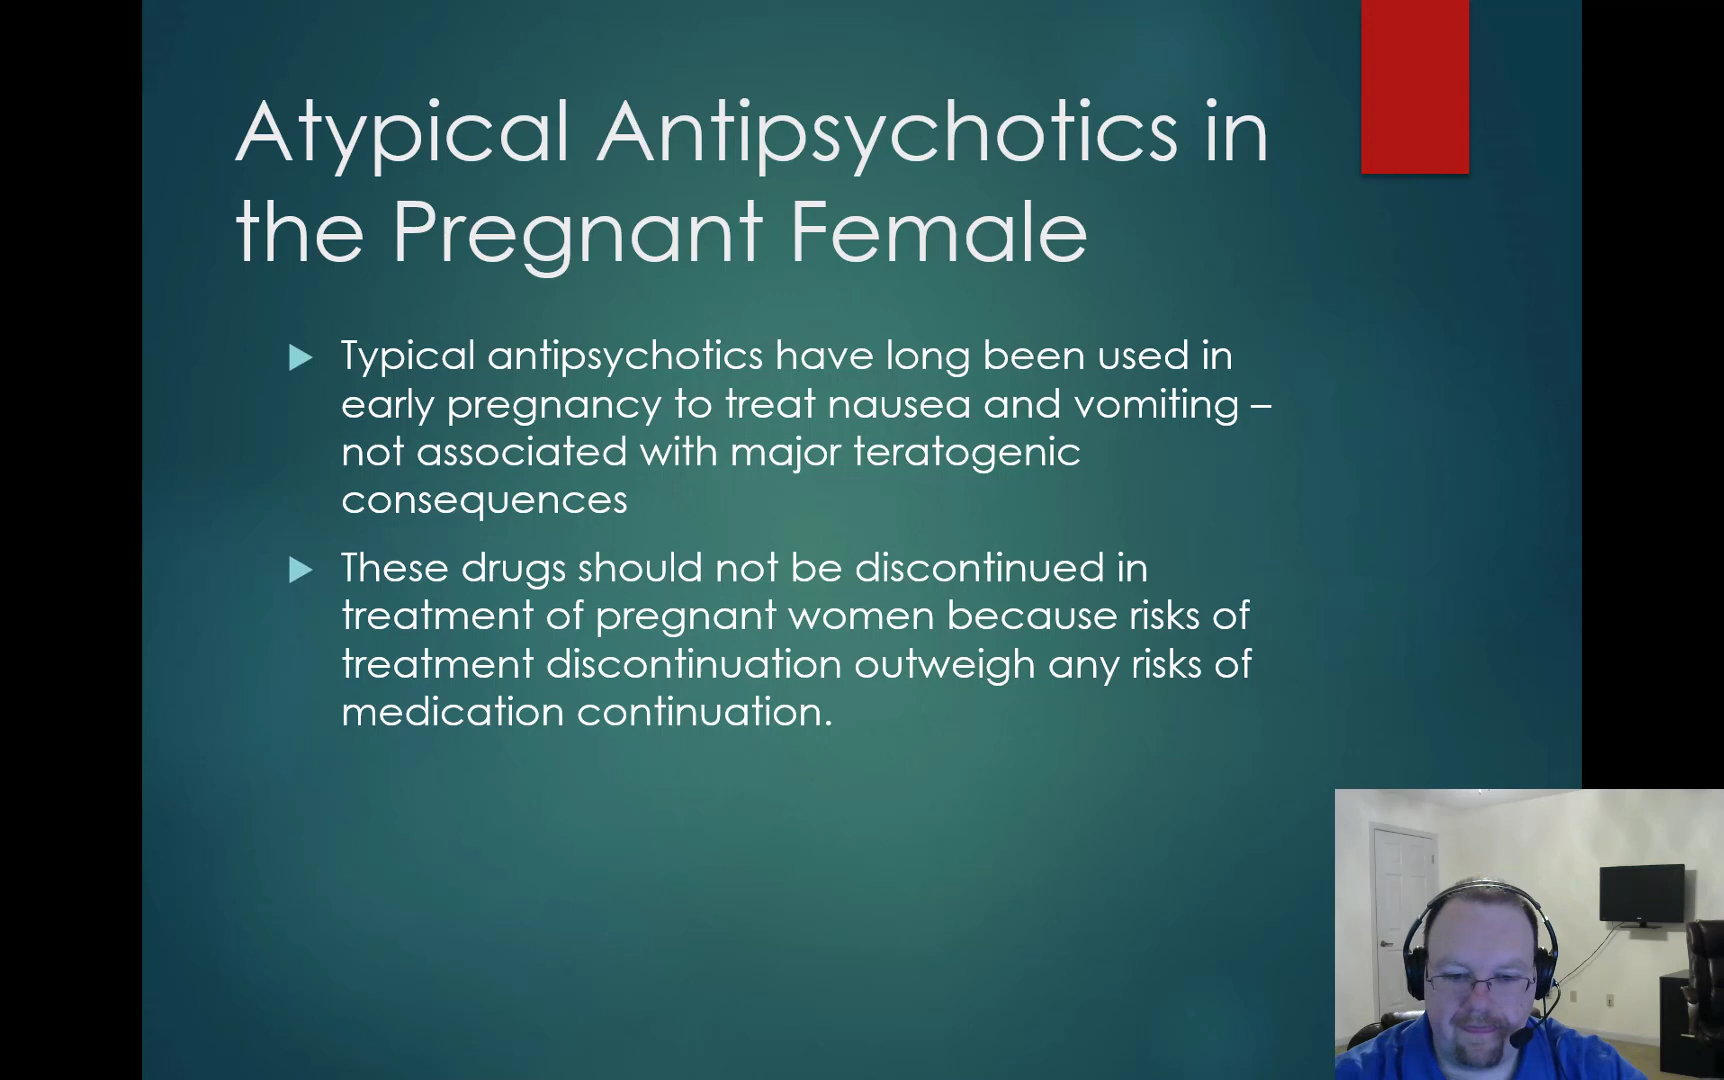 Atypical Antipsychotics in
the Pregnant Female
Typical antipsychotics have long been used in
early pregnancy to treat nausea and vomiting –
not associated with major teratogenic
consequences
These drugs should not be discontinued in
treatment of pregnant women because risks of
treatment discontinuation outweigh any risks of
medication continuation.